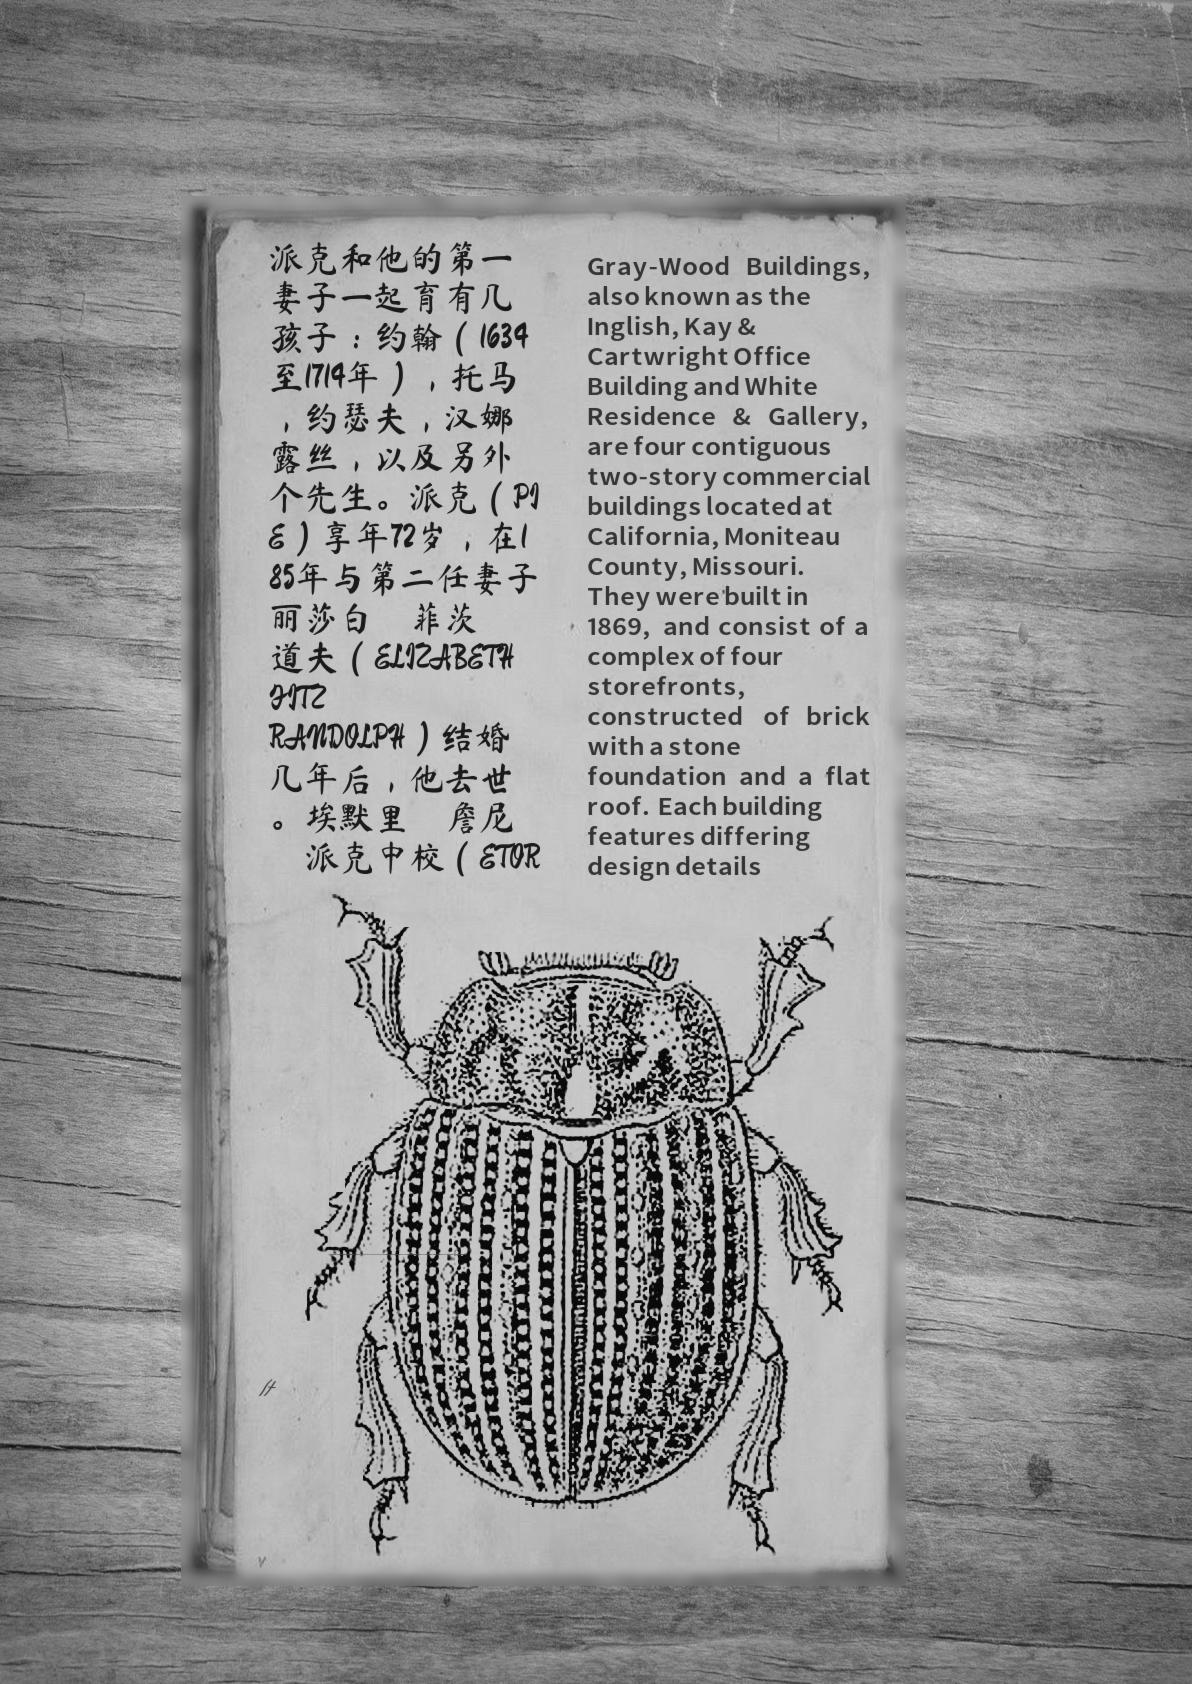 派克和他的第一
妻子一起育有几
孩子：约翰（1634
至1714年），托马
，约瑟夫，汉娜
露丝，以及另外
个先生。派克（PI
E）享年72岁，在1
85年与第二任妻子
丽莎白　菲茨
道夫（ELIZABETH
FITZ
RANDOLPH）结婚
几年后，他去世
。埃默里　詹尼
派克中校（ETOR
Gray-Wood Buildings,
also known as the
Inglish, Kay &
Cartwright Office
Building and White
Residence & Gallery,
are four contiguous
two-story commercial
buildings located at
California, Moniteau
County, Missouri.
They were built in
1869, and consist of a
complex of four
storefronts,
constructed of brick
with a stone
foundation and a flat
roof. Each building
features differing
design details